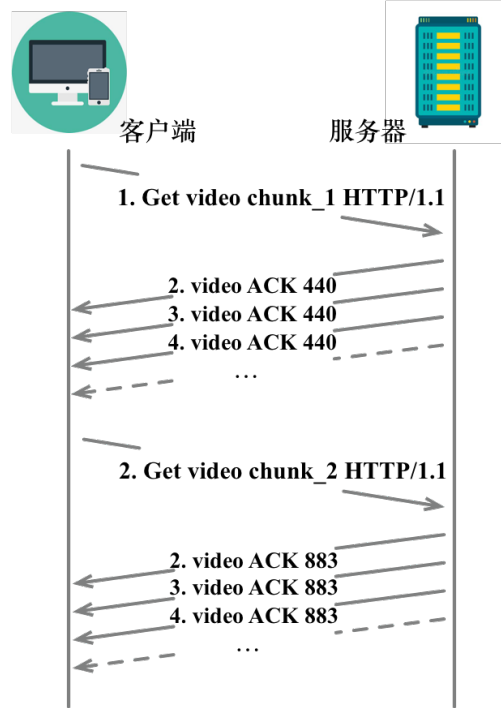 客户端 服务器
1. Get video chunk_1 HTTP/1.1
2. video ACK 440
3. video ACK 440
4. video ACK 440
...
2. Get video chunk_2 HTTP/1.1
2. video ACK 883
3. video ACK 883
4. video ACK 883
...